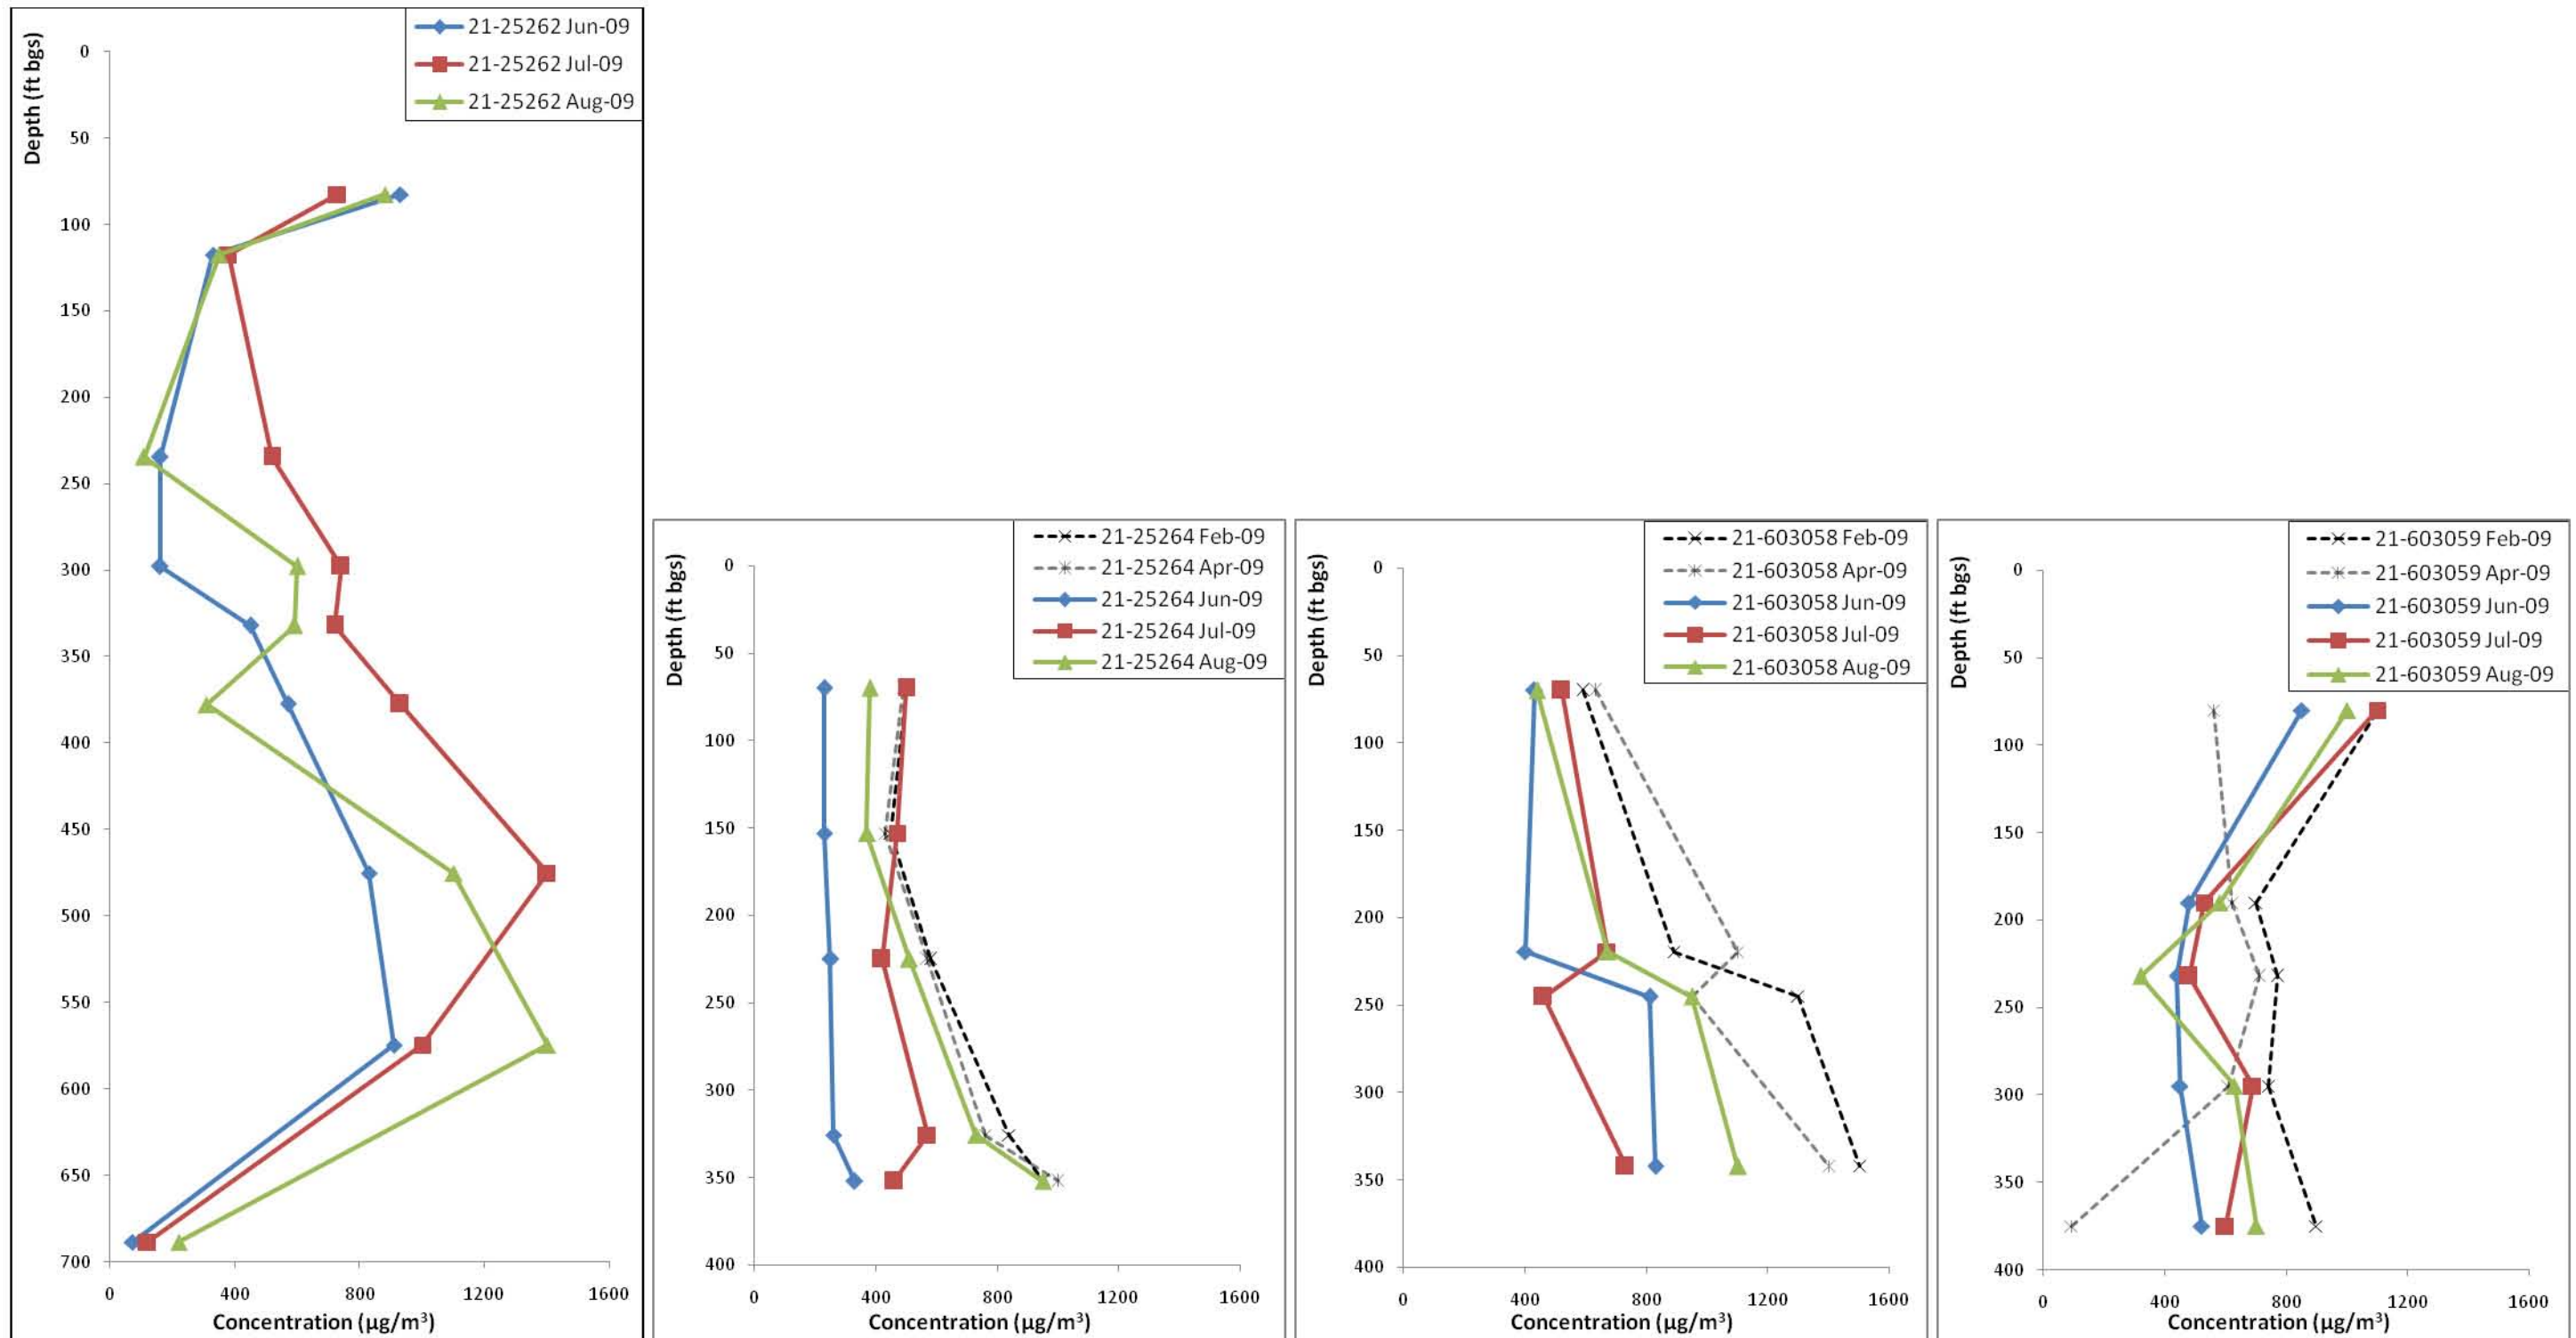 21-25262 Jun-09
21-25262 Jul-09
21-25262 Aug-09
Depth (ft bgs)
0
50
100
150
200
250
300
350
400
450
500
550
600
650
700
0 400 800 1200 1600
Concentration (µg/m³)
21-25264 Feb-09
21-25264 Apr-09
21-25264 Jun-09
21-25264 Jul-09
21-25264 Aug-09
Depth (ft bgs)
0
50
100
150
200
250
300
350
400
0 400 800 1200 1600
Concentration (µg/m³)
21-603058 Feb-09
21-603058 Apr-09
21-603058 Jun-09
21-603058 Jul-09
21-603058 Aug-09
Depth (ft bgs)
0
50
100
150
200
250
300
350
400
0 400 800 1200 1600
Concentration (µg/m³)
21-603059 Feb-09
21-603059 Apr-09
21-603059 Jun-09
21-603059 Jul-09
21-603059 Aug-09
Depth (ft bgs)
0
50
100
150
200
250
300
350
400
0 400 800 1200 1600
Concentration (µg/m³)